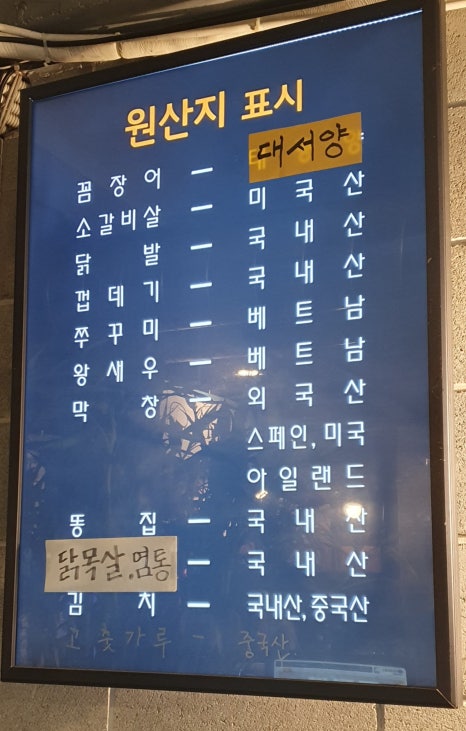 원산지 표시
꼼장어 - 대서양
소갈비살 - 미국산
닭발 - 국내산
껍데기 - 국내산
쭈꾸미 - 베트남
왕새우 - 베트남
막창 - 외국산
스페인, 미국
아일랜드
똥집 - 국내산
닭목살.염통 - 국내산
김치 - 국내산, 중국산
고춧가루 - 중국산